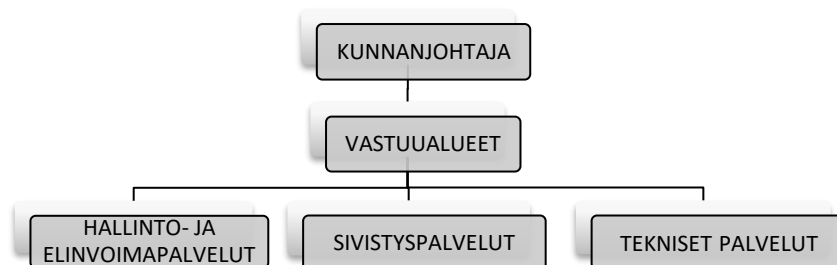 KUNNANJOHTAJA
VASTUUALUEET
HALLINTO- JA
ELINVOIMAPALVELUT
SIVISTYSPALVELUT
TEKNISET PALVELUT